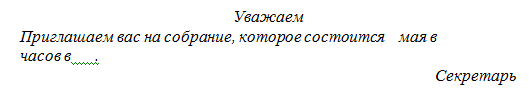 Уважаем
Приглашаем вас на собрание, которое состоится мая в
часов в .
Секретарь